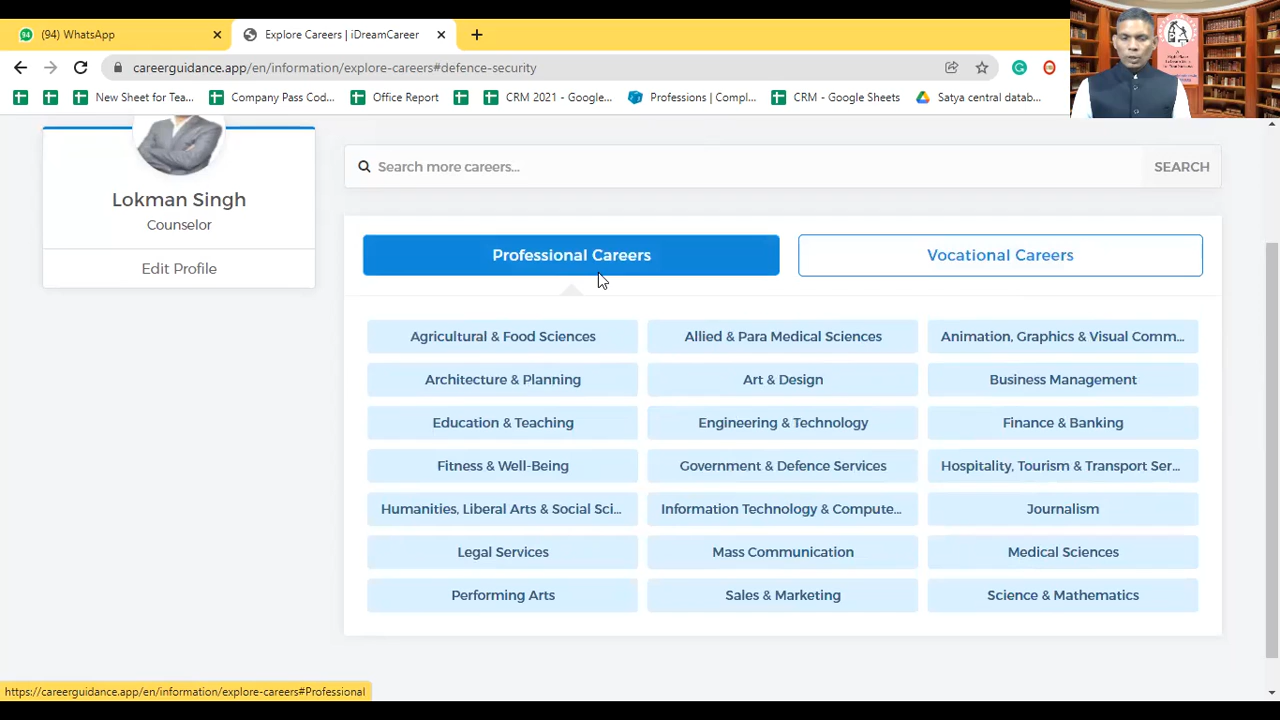 94 (94) WhatsApp
Explore Careers | iDreamCareer
careerguidance.app/en/information/explore-careers#defence-ser
New Sheet for Tea...
Company Pass Cod...
Office Report
CRM 2021 - Google...
Professions | Compl...
CRM - Google Sheets
Satya central datab...
Search more careers...
SEARCH
Lokman Singh
Counselor
Edit Profile
Professional Careers
Vocational Careers
Agricultural & Food Sciences
Allied & Para Medical Sciences
Animation, Graphics & Visual Comm...
Architecture & Planning
Art & Design
Business Management
Education & Teaching
Engineering & Technology
Finance & Banking
Fitness & Well-Being
Government & Defence Services
Hospitality, Tourism & Transport Ser...
Humanities, Liberal Arts & Social Sci...
Information Technology & Compute...
Journalism
Legal Services
Mass Communication
Medical Sciences
Performing Arts
Sales & Marketing
Science & Mathematics
https://careerguidance.app/en/information/explore-careers#Professional